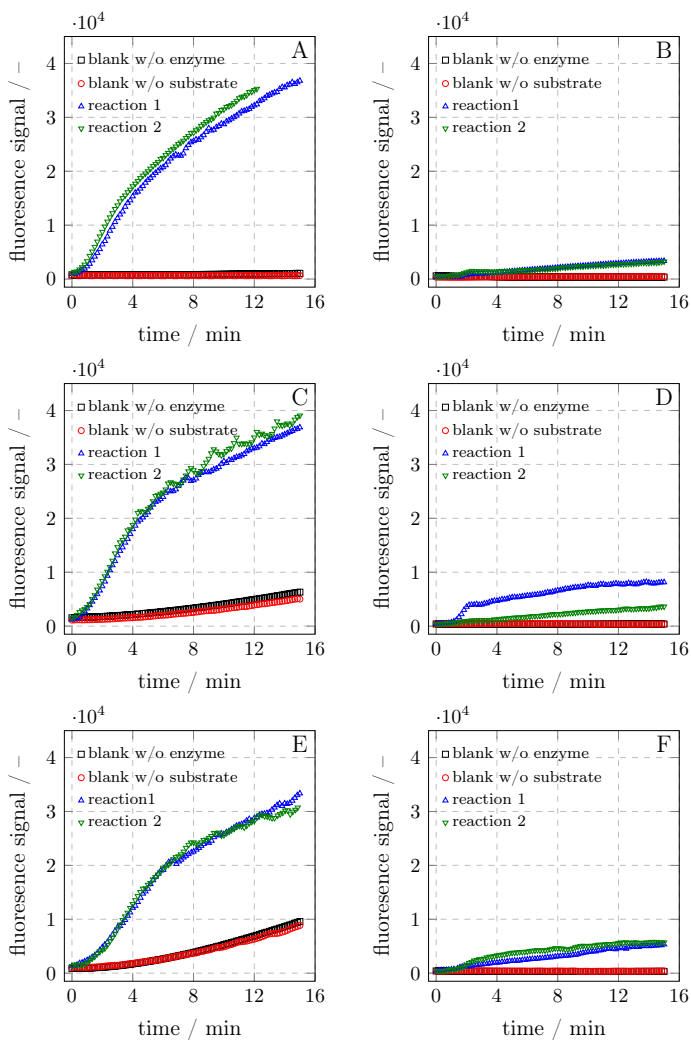 ·10⁴
A
blank w/o enzyme
blank w/o substrate
reaction 1
reaction 2
4
3
2
1
0
0 4 8 12 16
fluoresence signal / −
time / min
·10⁴
B
blank w/o enzyme
blank w/o substrate
reaction1
reaction 2
4
3
2
1
0
0 4 8 12 16
fluoresence signal / −
time / min
·10⁴
C
blank w/o enzyme
blank w/o substrate
reaction 1
reaction 2
4
3
2
1
0
0 4 8 12 16
fluoresence signal / −
time / min
·10⁴
D
blank w/o enzyme
blank w/o substrate
reaction 1
reaction 2
4
3
2
1
0
0 4 8 12 16
fluoresence signal / −
time / min
·10⁴
E
blank w/o enzyme
blank w/o substrate
reaction1
reaction 2
4
3
2
1
0
0 4 8 12 16
fluoresence signal / −
time / min
·10⁴
F
blank w/o enzyme
blank w/o substrate
reaction 1
reaction 2
4
3
2
1
0
0 4 8 12 16
fluoresence signal / −
time / min